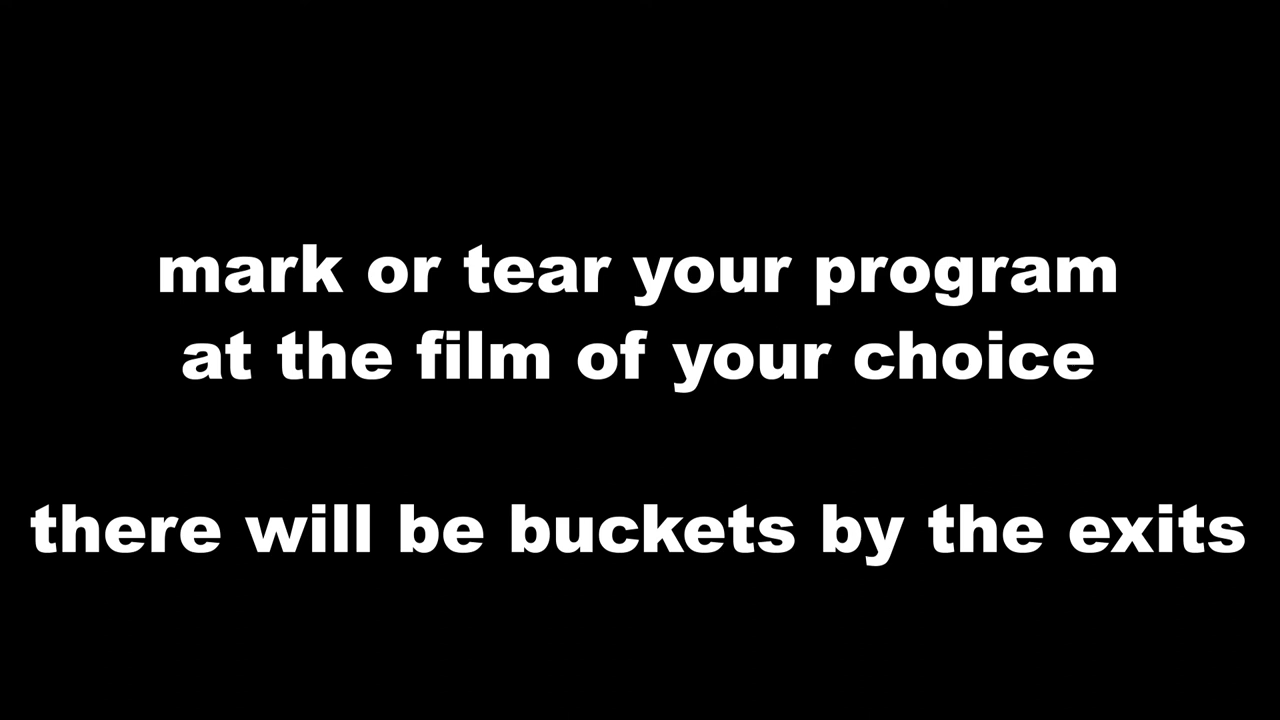 mark or tear your program
at the film of your choice
there will be buckets by the exits